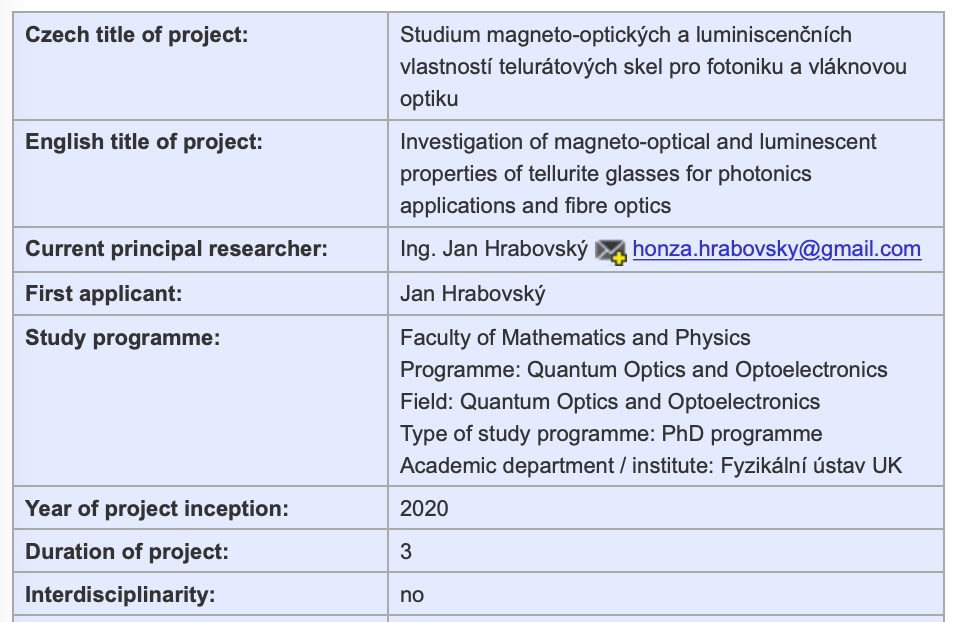 Czech title of project:
Studium magneto-optických a luminiscenčních
vlastností telurátových skel pro fotoniku a vláknovou
optiku
English title of project:
Investigation of magneto-optical and luminescent
properties of tellurite glasses for photonics
applications and fibre optics
Current principal researcher:
Ing. Jan Hrabovský honza.hrabovsky@gmail.com
First applicant:
Jan Hrabovský
Study programme:
Faculty of Mathematics and Physics
Programme: Quantum Optics and Optoelectronics
Field: Quantum Optics and Optoelectronics
Type of study programme: PhD programme
Academic department / institute: Fyzikální ústav UK
Year of project inception:
2020
Duration of project:
3
Interdisciplinarity:
no